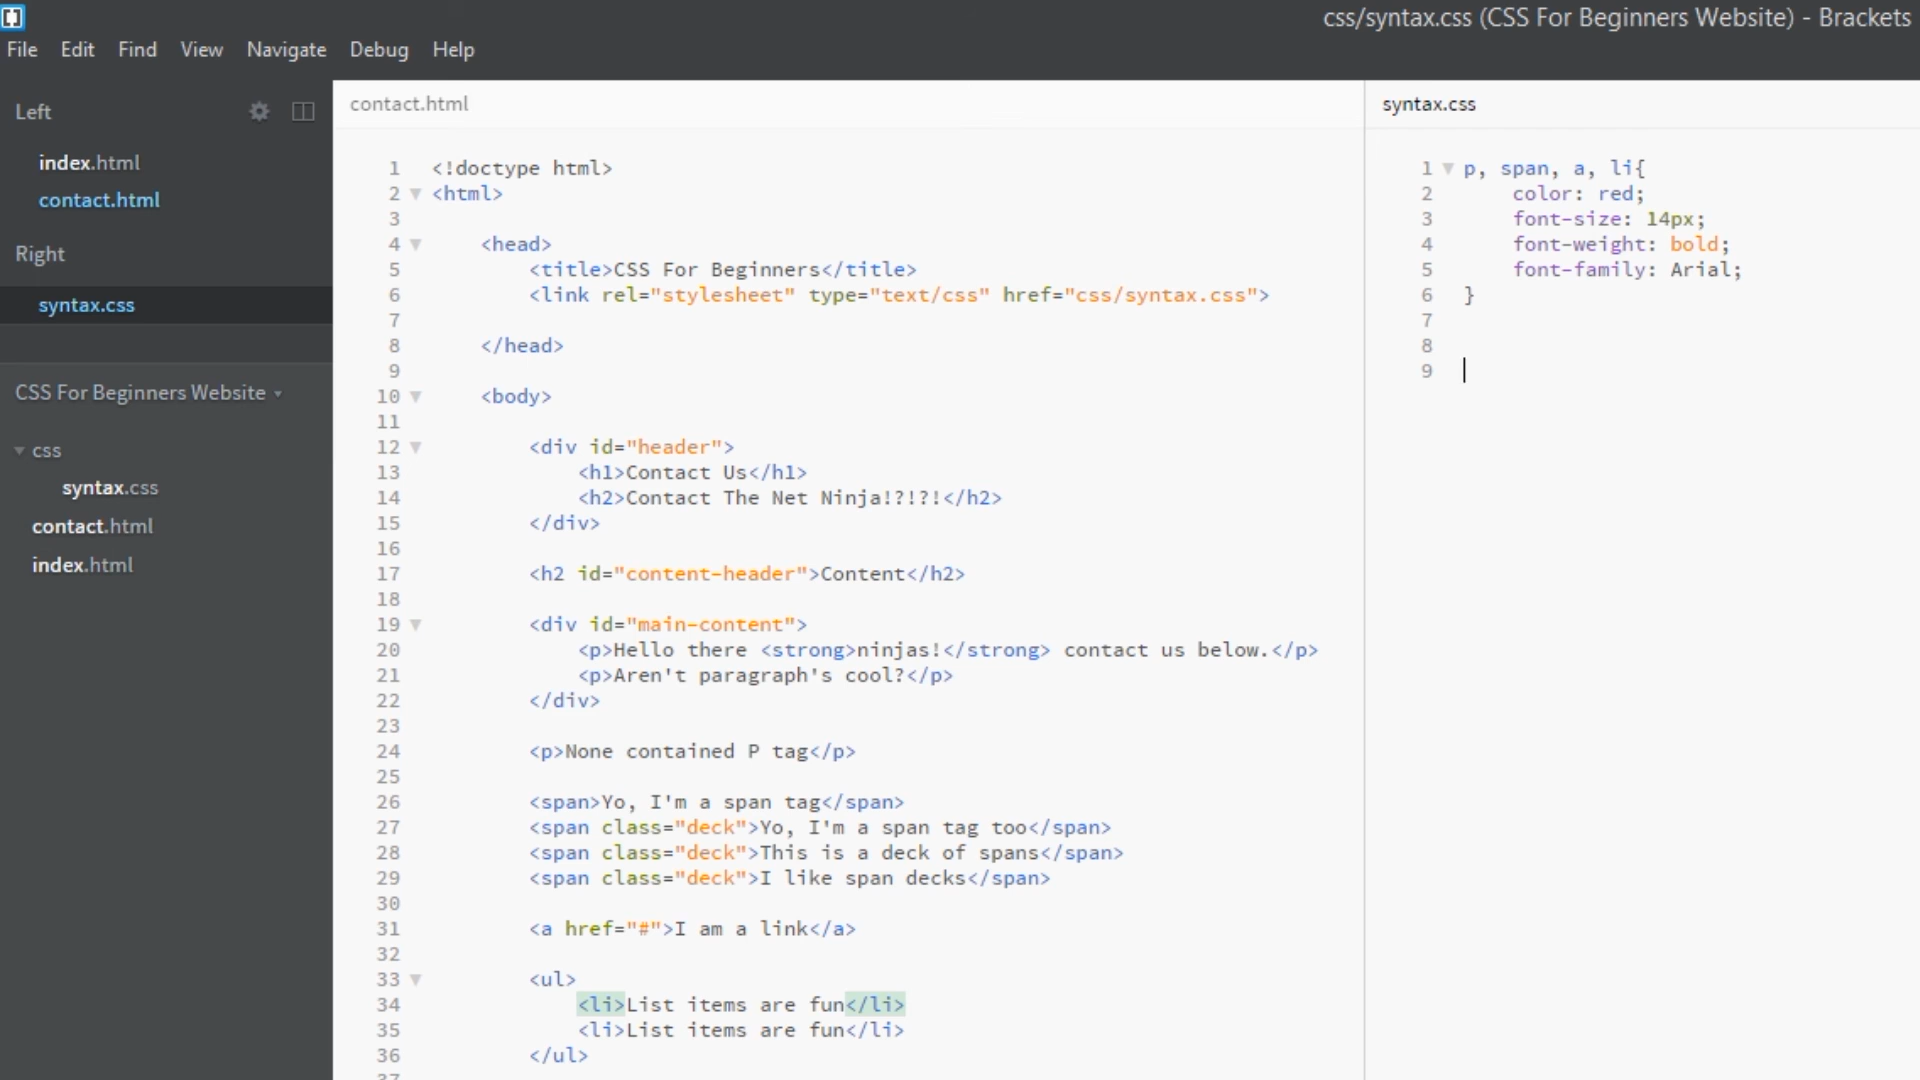 css/syntax.css (CSS For Beginners Website) - Brackets
File Edit Find View Navigate Debug Help
Left
index.html
contact.html
Right
syntax.css
CSS For Beginners Website
css
syntax.css
contact.html
index.html
contact.html
1 <!doctype html>
2 <html>
3
4 <head>
5 <title>CSS For Beginners</title>
6 <link rel="stylesheet" type="text/css" href="css/syntax.css">
7
8 </head>
9
10 <body>
11
12 <div id="header">
13 <h1>Contact Us</h1>
14 <h2>Contact The Net Ninja!?!?!</h2>
15 </div>
16
17 <h2 id="content-header">Content</h2>
18
19 <div id="main-content">
20 <p>Hello there <strong>ninjas!</strong> contact us below.</p>
21 <p>Aren't paragraph's cool?</p>
22 </div>
23
24 <p>None contained P tag</p>
25
26 <span>Yo, I'm a span tag</span>
27 <span class="deck">Yo, I'm a span tag too</span>
28 <span class="deck">This is a deck of spans</span>
29 <span class="deck">I like span decks</span>
30
31 <a href="#">I am a link</a>
32
33 <ul>
34 <li>List items are fun</li>
35 <li>List items are fun</li>
36 </ul>
37
syntax.css
1 p, span, a, li{
2 color: red;
3 font-size: 14px;
4 font-weight: bold;
5 font-family: Arial;
6 }
7
8
9